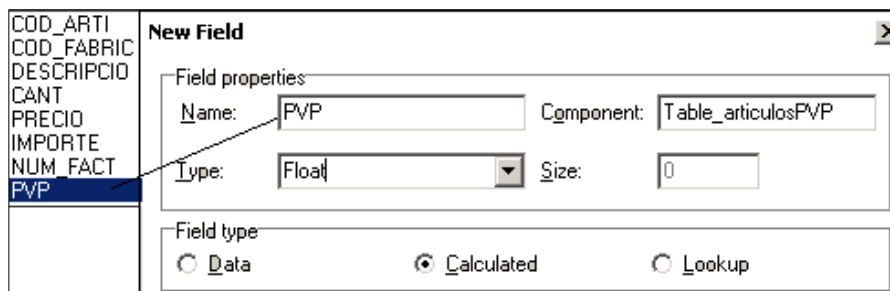 COD_ARTI
COD_FABRIC
DESCRIPCIO
CANT
PRECIO
IMPORTE
NUM_FACT
PVP
New Field
Field properties
Name: PVP Component: Table_articulosPVP
Type: Float Size: 0
Field type
Data Calculated Lookup